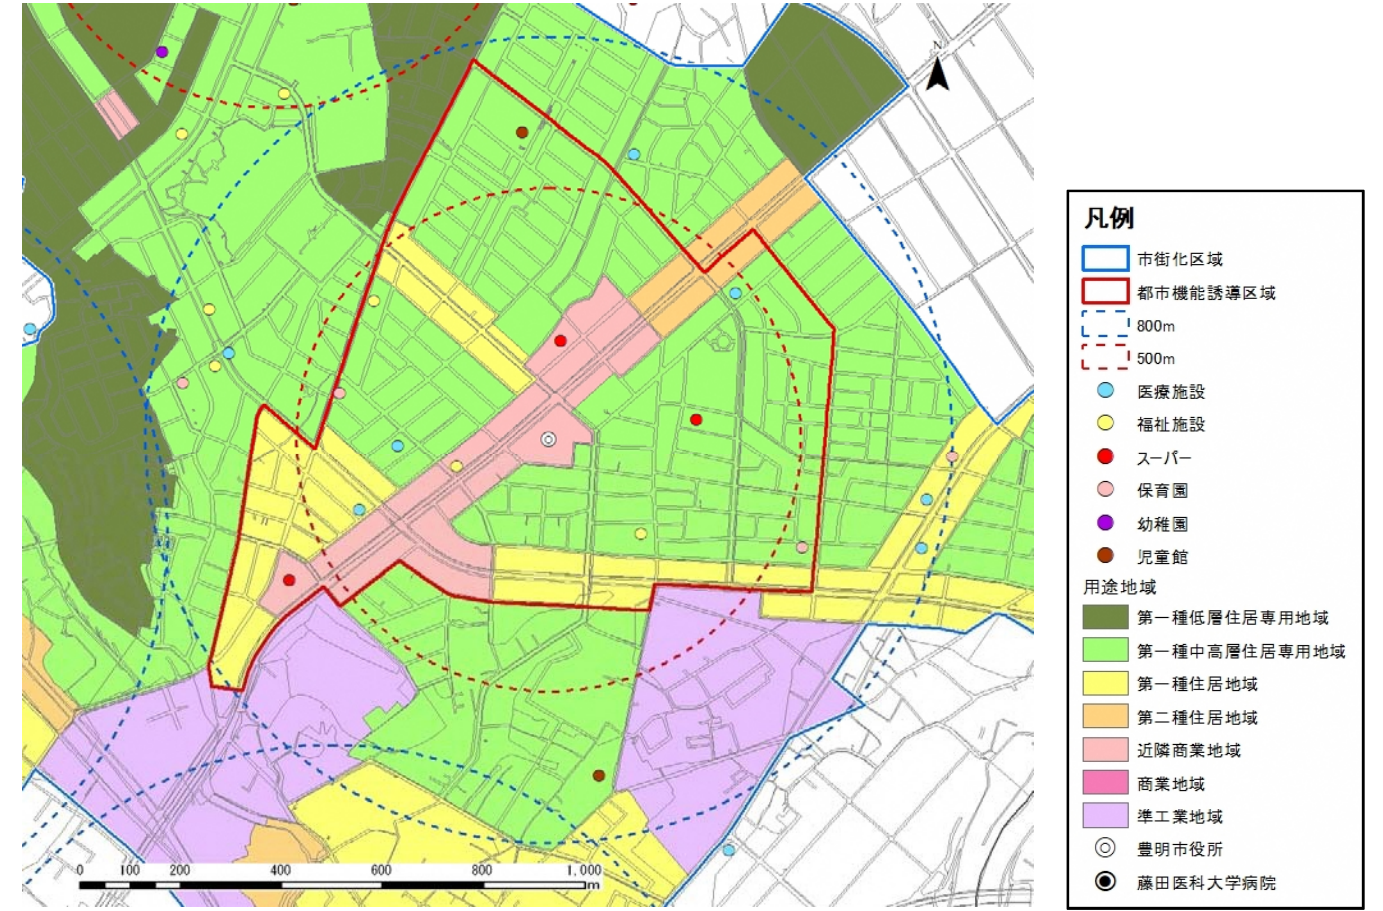 N
凡例
市街化区域
都市機能誘導区域
800m
500m
医療施設
福祉施設
スーパー
保育園
幼稚園
児童館
用途地域
第一種低層住居専用地域
第一種中高層住居専用地域
第一種住居地域
第二種住居地域
近隣商業地域
商業地域
準工業地域
豊明市役所
藤田医科大学病院
0 100 200 400 600 800 1,000
m